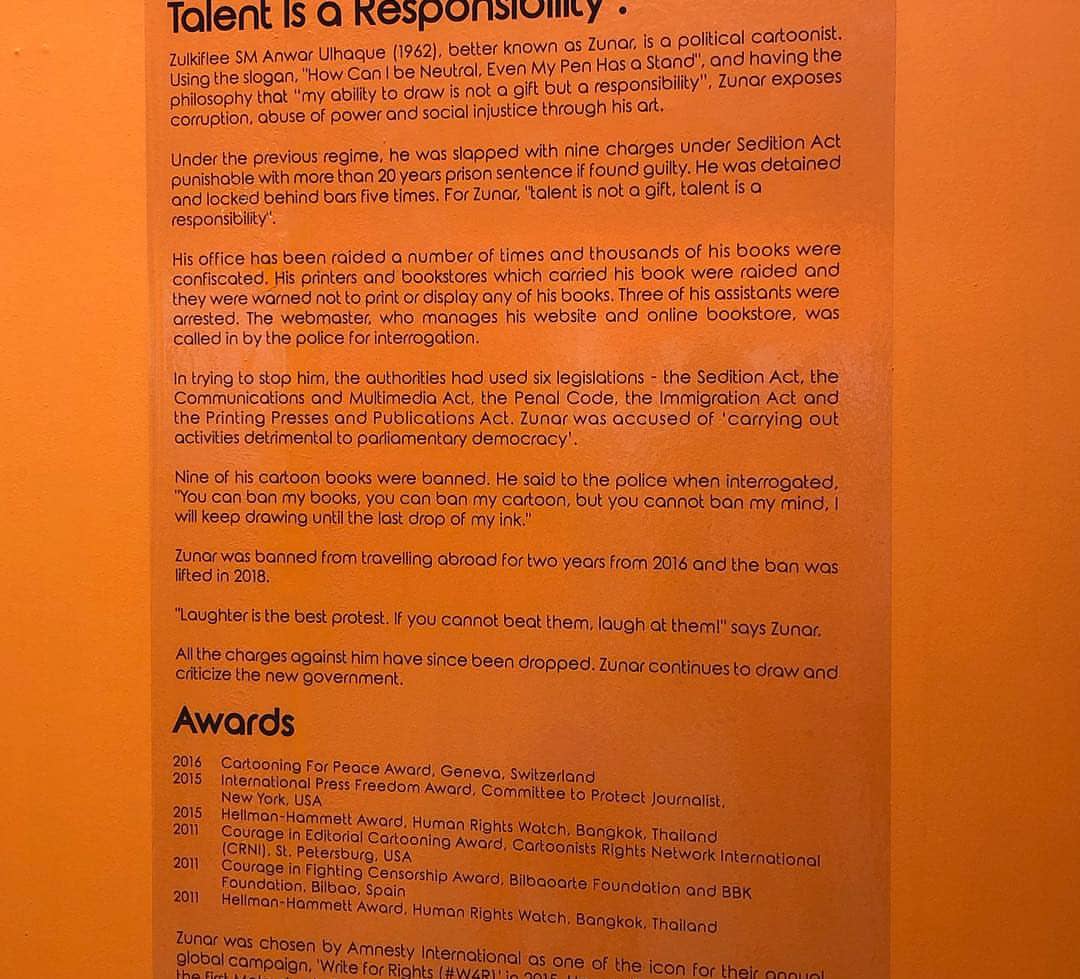 Talent Is a Responsibility".
Zulkiflee SM Anwar Ulhaque (1962), better known as Zunar, is a political cartoonist.
Using the slogan, "How Can I be Neutral, Even My Pen Has a Stand", and having the
philosophy that "my ability to draw is not a gift but a responsibility", Zunar exposes
corruption, abuse of power and social injustice through his art.
Under the previous regime, he was slapped with nine charges under Sedition Act
punishable with more than 20 years prison sentence if found guilty. He was detained
and locked behind bars five times. For Zunar, "talent is not a gift, talent is a
responsibility".
His office has been raided a number of times and thousands of his books were
confiscated. His printers and bookstores which carried his book were raided and
they were warned not to print or display any of his books. Three of his assistants were
arrested. The webmaster, who manages his website and online bookstore, was
called in by the police for interrogation.
In trying to stop him, the authorities had used six legislations - the Sedition Act, the
Communications and Multimedia Act, the Penal Code, the Immigration Act and
the Printing Presses and Publications Act. Zunar was accused of 'carrying out
activities detrimental to parliamentary democracy'.
Nine of his cartoon books were banned. He said to the police when interrogated,
"You can ban my books, you can ban my cartoon, but you cannot ban my mind, I
will keep drawing until the last drop of my ink."
Zunar was banned from travelling abroad for two years from 2016 and the ban was
lifted in 2018.
"Laughter is the best protest. If you cannot beat them, laugh at them!" says Zunar.
All the charges against him have since been dropped. Zunar continues to draw and
criticize the new government.
Awards
2016 Cartooning For Peace Award, Geneva, Switzerland
2015 International Press Freedom Award, Committee to Protect Journalist,
New York, USA
2015 Hellman-Hammett Award, Human Rights Watch, Bangkok, Thailand
2011 Courage in Editorial Cartooning Award, Cartoonists Rights Network International
(CRNI), St. Petersburg, USA
2011 Courage in Fighting Censorship Award, Bilbaoarte Foundation and BBK
Foundation, Bilbao, Spain
2011 Hellman-Hammett Award, Human Rights Watch, Bangkok, Thailand
Zunar was chosen by Amnesty International as one of the icon for their annual
global campaign, 'Write for Rights (#W4R)' in 2015.
the first